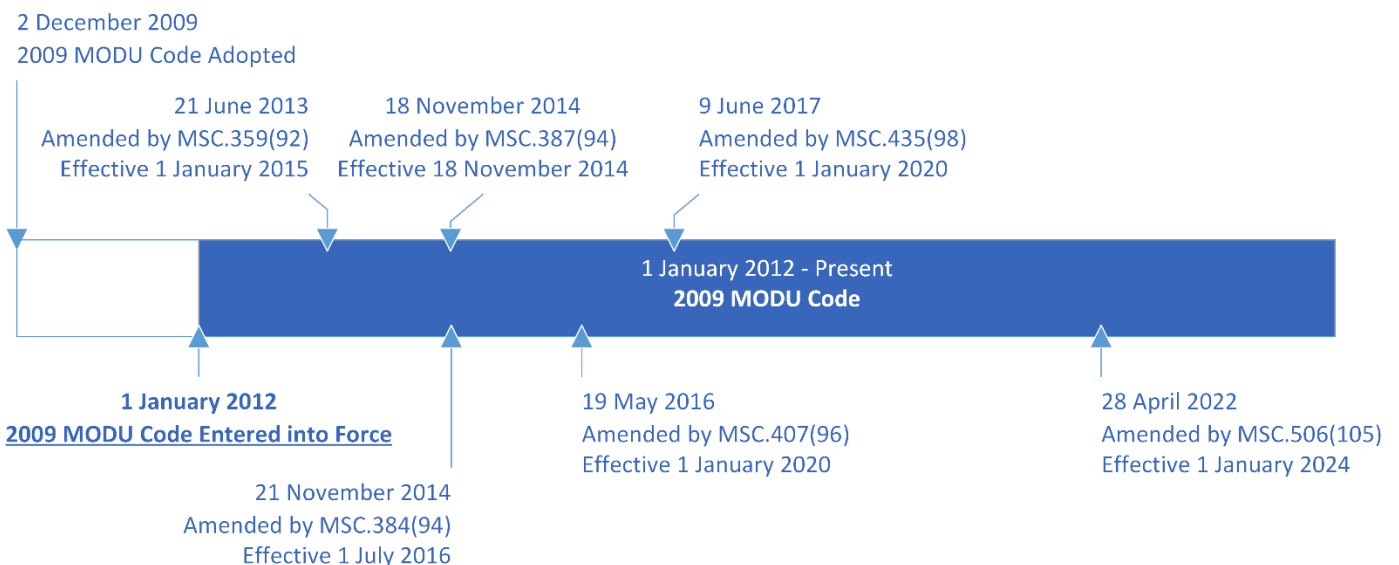 2 December 2009
2009 MODU Code Adopted
21 June 2013
Amended by MSC.359(92)
Effective 1 January 2015
18 November 2014
Amended by MSC.387(94)
Effective 18 November 2014
9 June 2017
Amended by MSC.435(98)
Effective 1 January 2020
1 January 2012 - Present
2009 MODU Code
1 January 2012
2009 MODU Code Entered into Force
21 November 2014
Amended by MSC.384(94)
Effective 1 July 2016
19 May 2016
Amended by MSC.407(96)
Effective 1 January 2020
28 April 2022
Amended by MSC.506(105)
Effective 1 January 2024